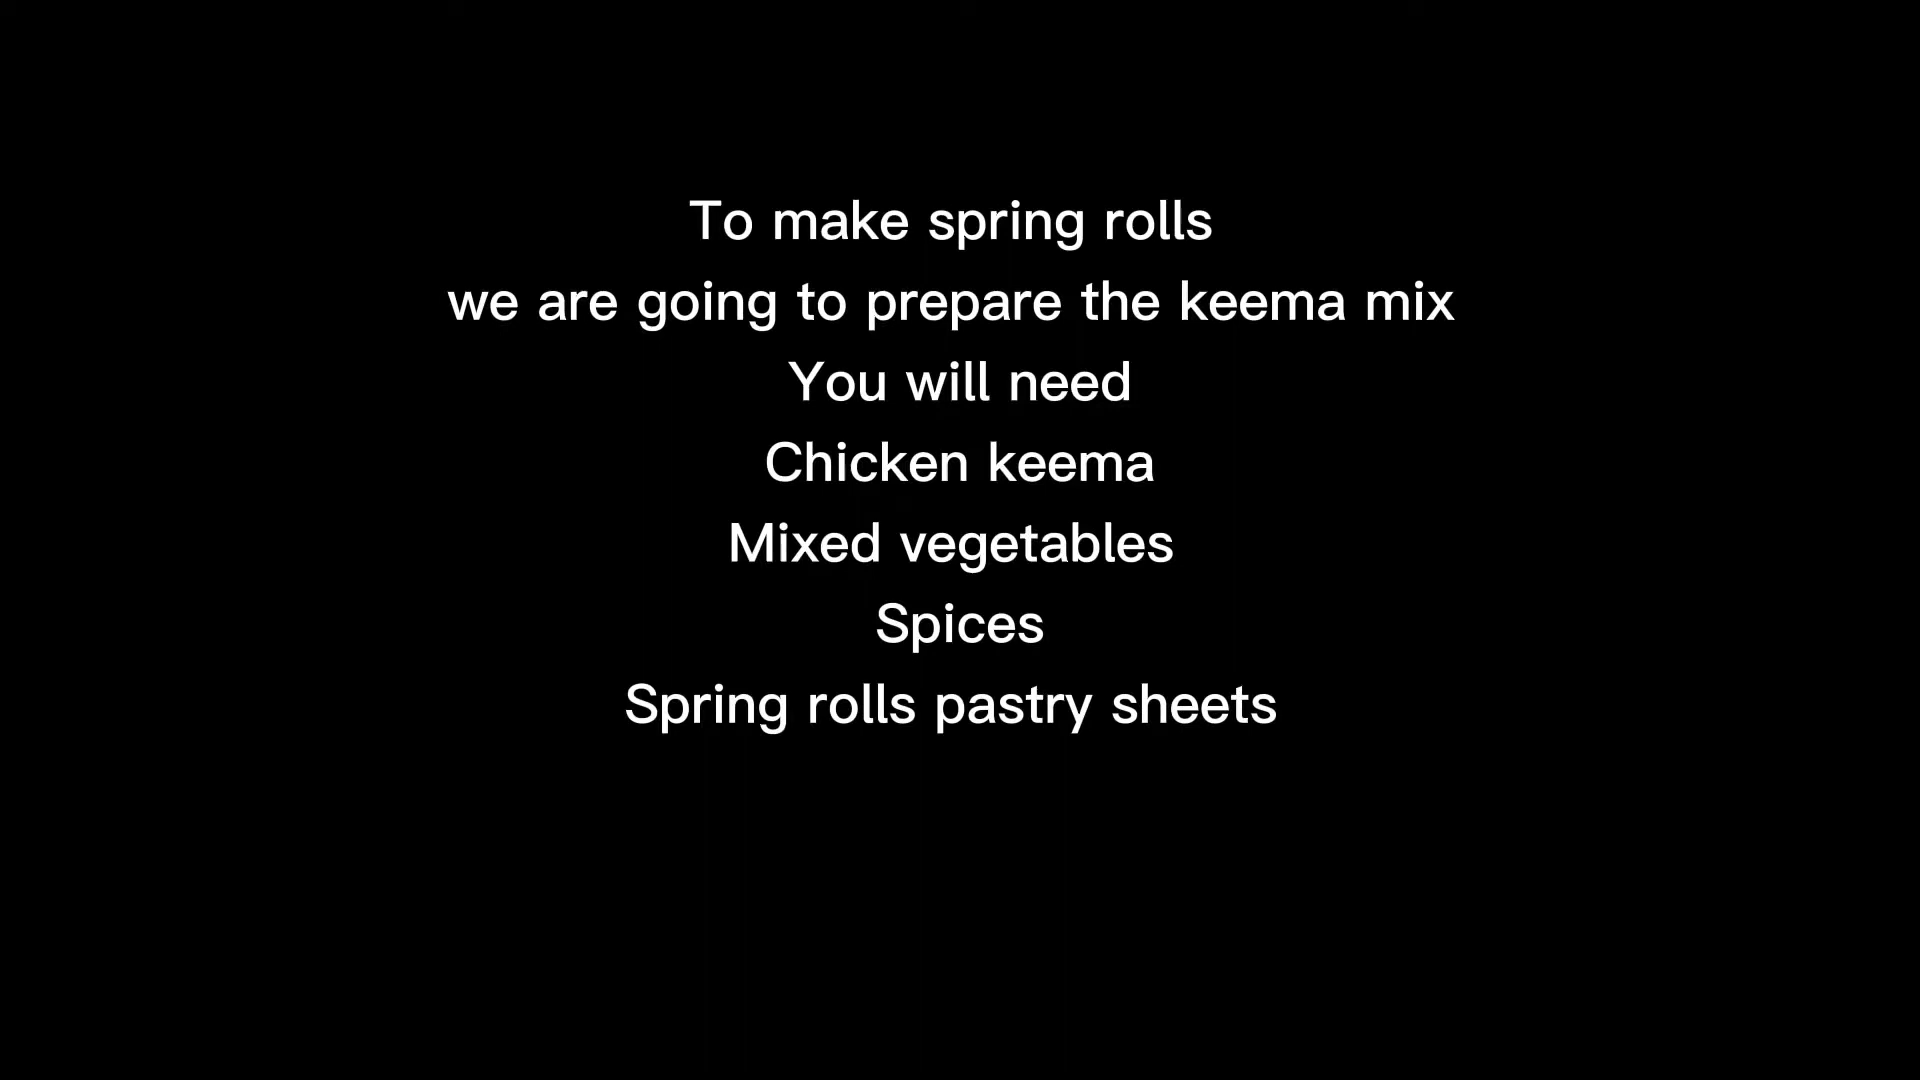 To make spring rolls
we are going to prepare the keema mix
You will need
Chicken keema
Mixed vegetables
Spices
Spring rolls pastry sheets